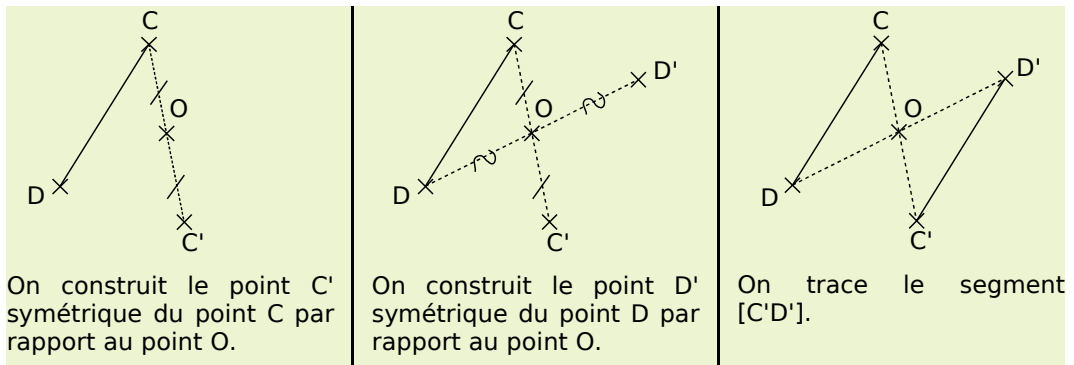 C
O
D
C'
On construit le point C'
symétrique du point C par
rapport au point O.
C
D'
O
D
C'
On construit le point D'
symétrique du point D par
rapport au point O.
C
D'
O
D
C'
On trace le segment
[C'D'].